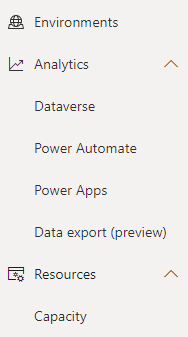 Environments
Analytics
Dataverse
Power Automate
Power Apps
Data export (preview)
Resources
Capacity